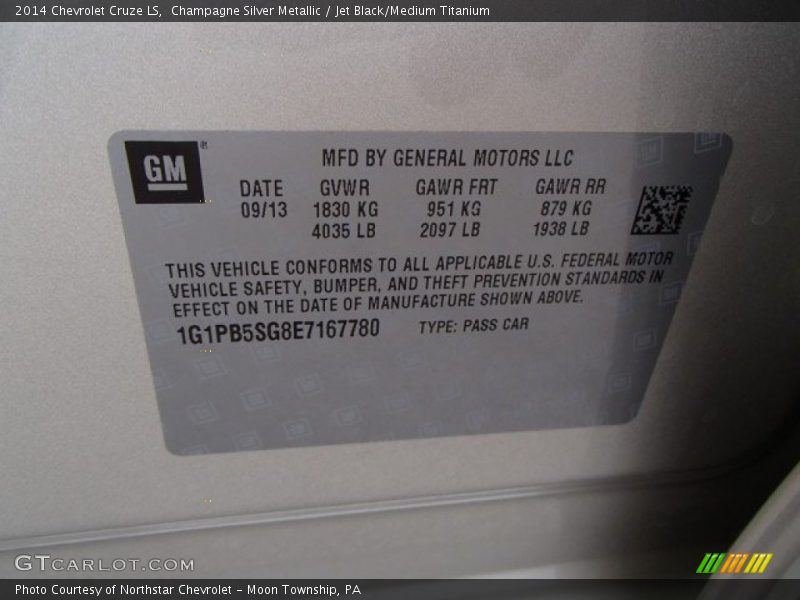 2014 Chevrolet Cruze LS, Champagne Silver Metallic / Jet Black/Medium Titanium
GM ®
MFD BY GENERAL MOTORS LLC
DATE GVWR GAWR FRT GAWR RR
09/13 1830 KG 951 KG 879 KG
4035 LB 2097 LB 1938 LB
THIS VEHICLE CONFORMS TO ALL APPLICABLE U.S. FEDERAL MOTOR
VEHICLE SAFETY, BUMPER, AND THEFT PREVENTION STANDARDS IN
EFFECT ON THE DATE OF MANUFACTURE SHOWN ABOVE.
1G1PB5SG8E7167780 TYPE: PASS CAR
GTCARLOT.COM
Photo Courtesy of Northstar Chevrolet - Moon Township, PA